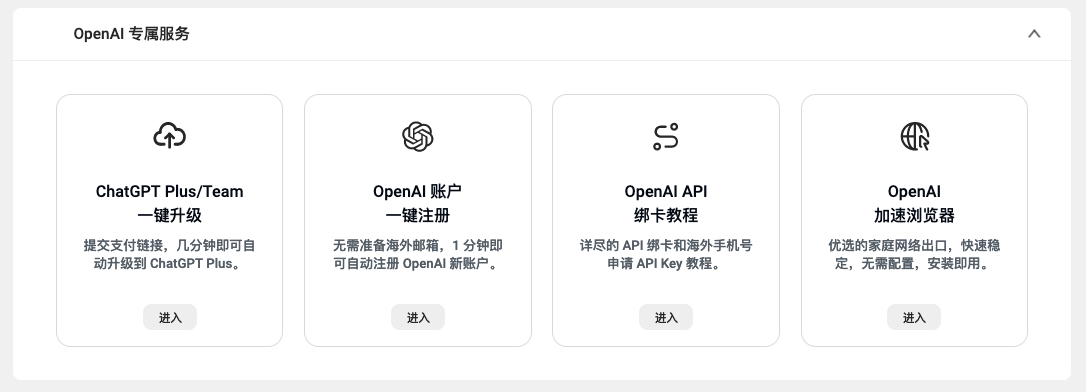 OpenAI 专属服务
ChatGPT Plus/Team
一键升级
提交支付链接，几分钟即可自
动升级到 ChatGPT Plus。
进入
OpenAI 账户
一键注册
无需准备海外邮箱，1 分钟即
可自动注册 OpenAI 新账户。
进入
OpenAI API
绑卡教程
详尽的 API 绑卡和海外手机号
申请 API Key 教程。
进入
OpenAI
加速浏览器
优选的家庭网络出口，快速稳
定，无需配置，安装即用。
进入